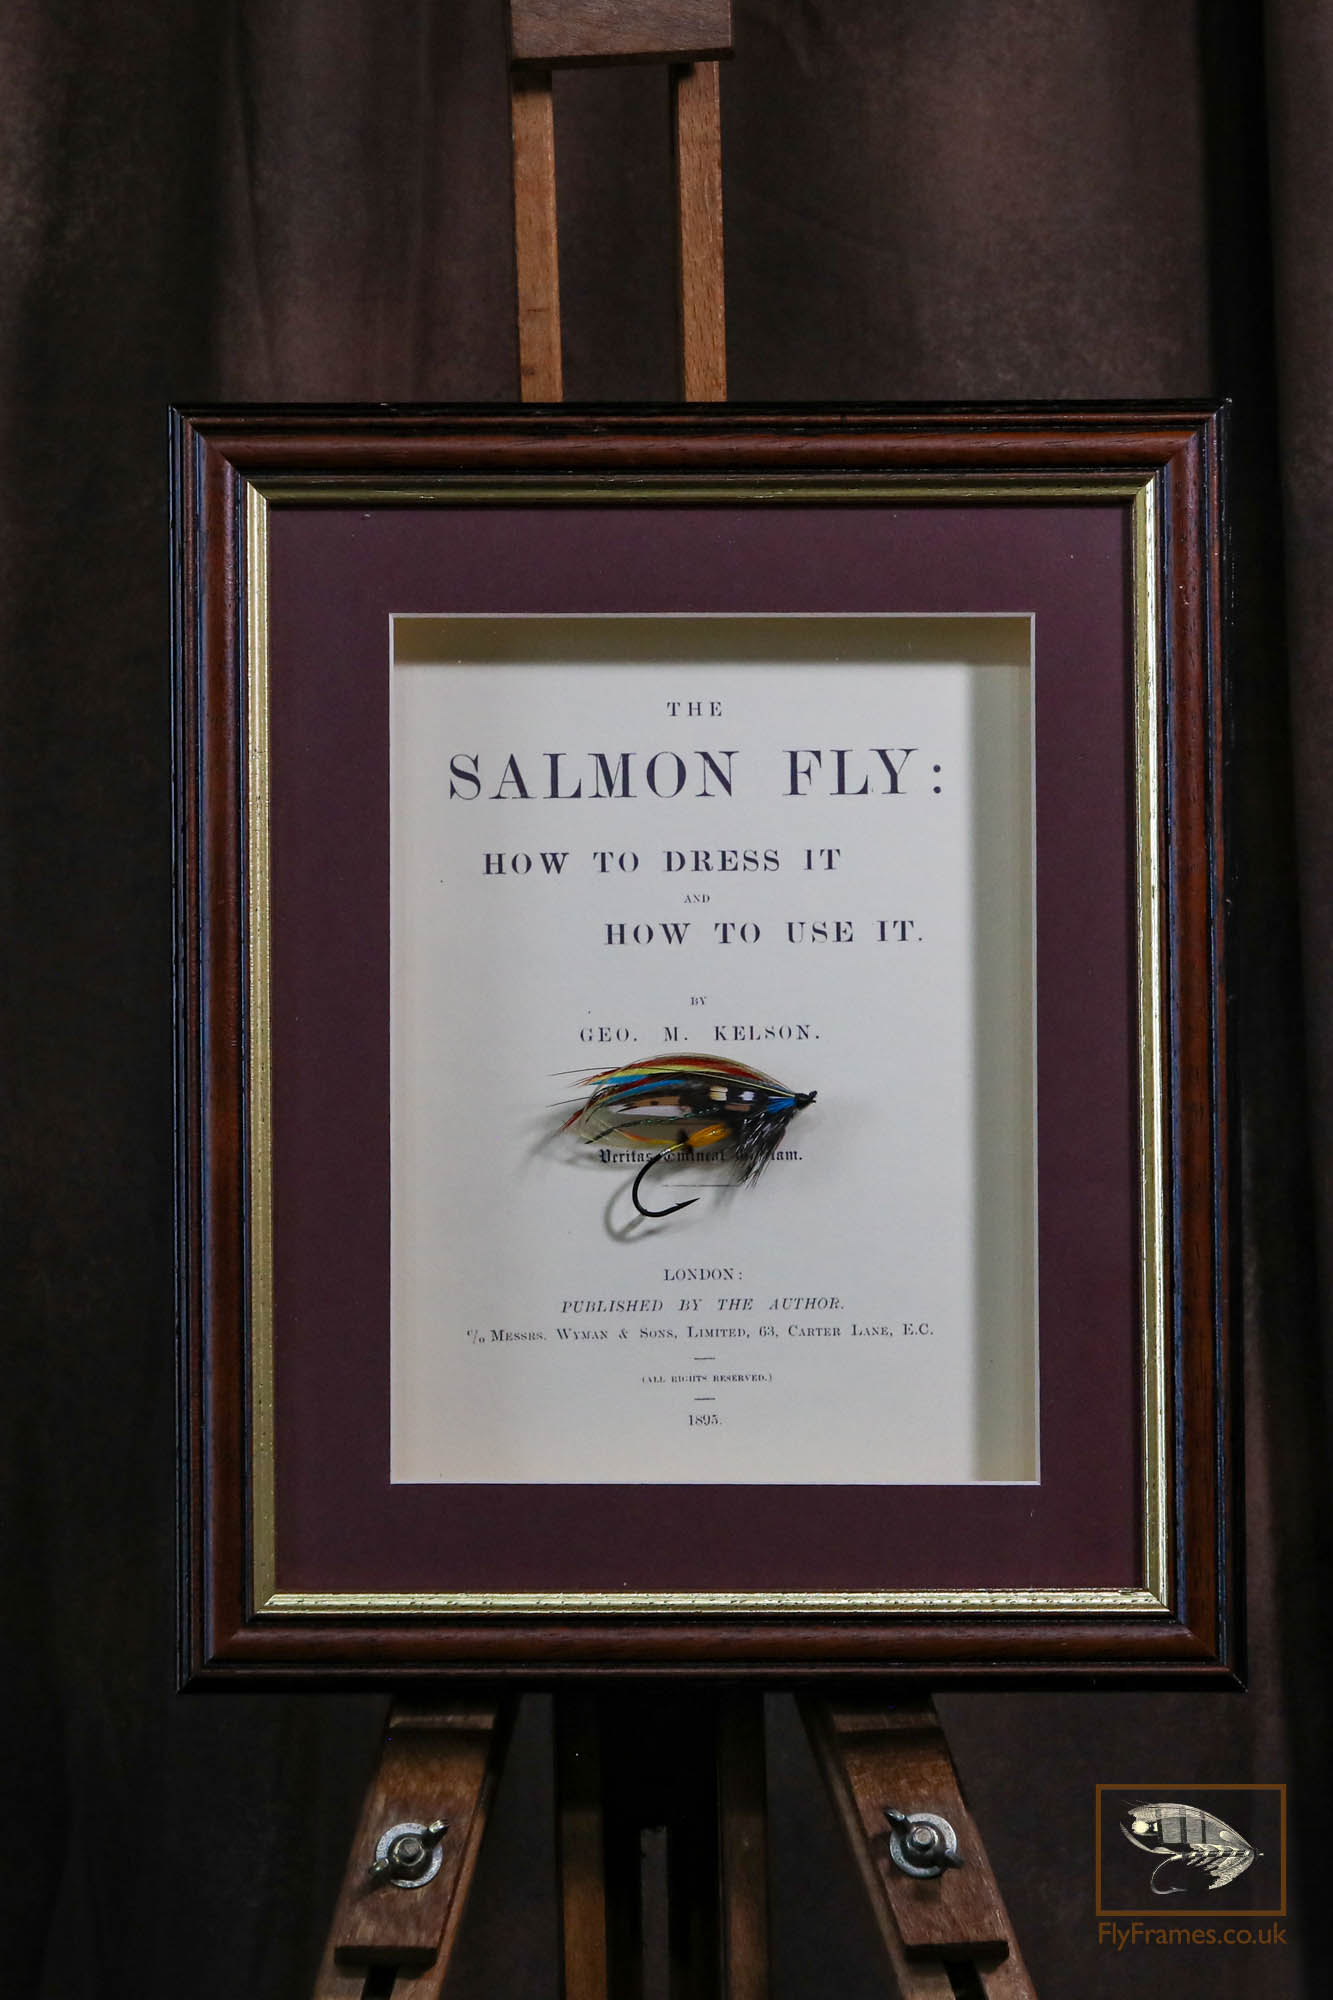 THE
SALMON FLY:
HOW TO DRESS IT
AND
HOW TO USE IT.
BY
GEO. M. KELSON.
Veritas Emineat
LONDON:
PUBLISHED BY THE AUTHOR.
c/o MESSRS. WYMAN & SONS, LIMITED, 63, CARTER LANE, E.C.
(ALL RIGHTS RESERVED.)
1895.
FlyFrames.co.uk